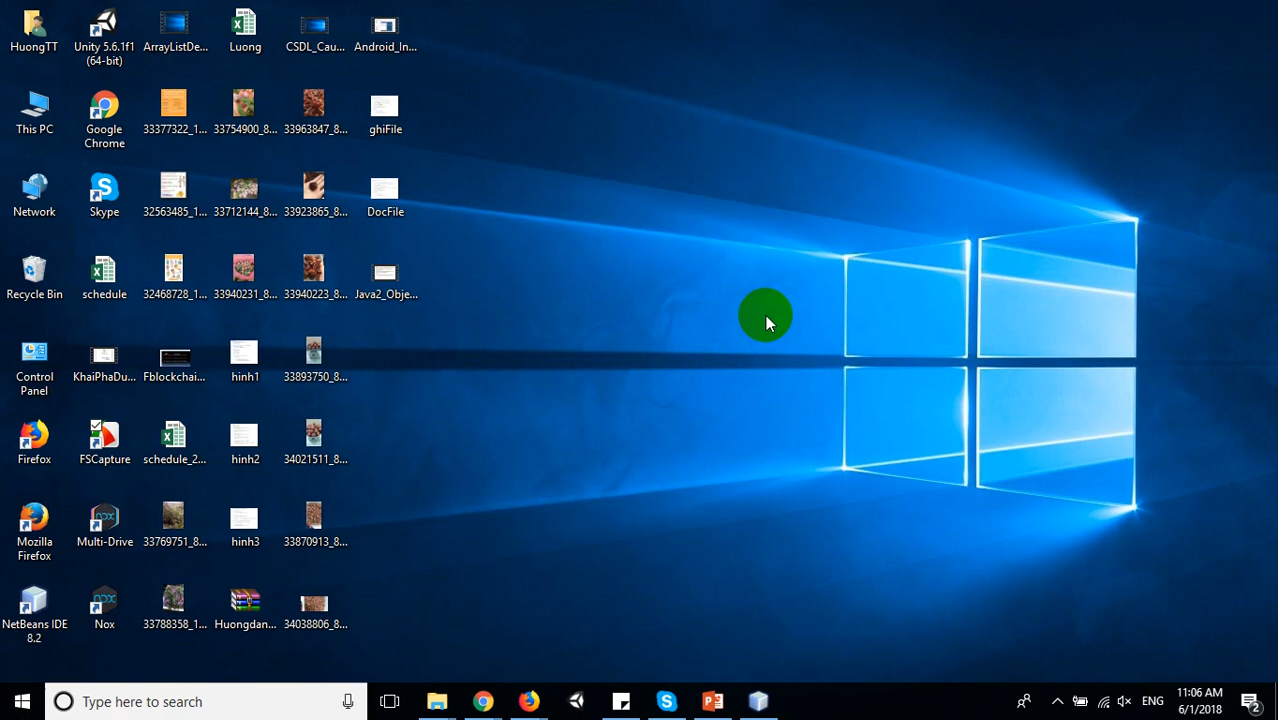 HuongTT
Unity 5.6.1f1
(64-bit)
ArrayListDe...
Luong
CSDL_Cau...
Android_In...
This PC
Google
Chrome
33377322_1...
33754900_8...
33963847_8...
ghiFile
Network
Skype
32563485_1...
33712144_8...
33923865_8...
DocFile
Recycle Bin
schedule
32468728_1...
33940231_8...
33940223_8...
Java2_Obje...
Control
Panel
KhaiPhaDu...
Fblockchai...
hinh1
33893750_8...
Firefox
FSCapture
schedule_2...
hinh2
34021511_8...
Mozilla
Firefox
Multi-Drive
33769751_8...
hinh3
33870913_8...
NetBeans IDE
8.2
Nox
33788358_1...
Huongdan...
34038806_8...
Type here to search
ENG
11:06 AM
6/1/2018
2